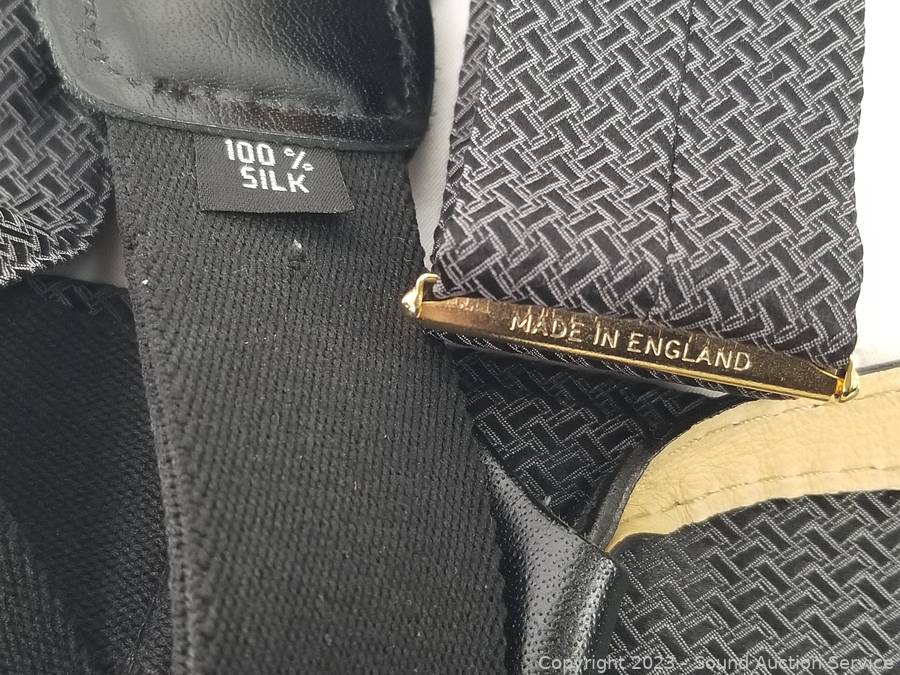 100 %
SILK
MADE IN ENGLAND
Copyright 2023 - Sound Auction Service